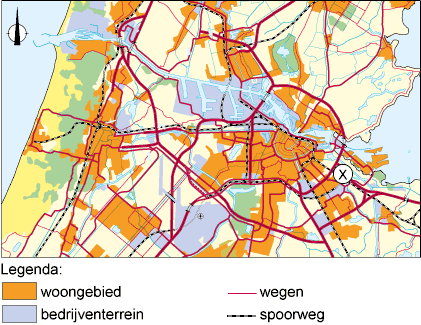 X
Legenda:
woongebied
wegen
bedrijventerrein
spoorweg